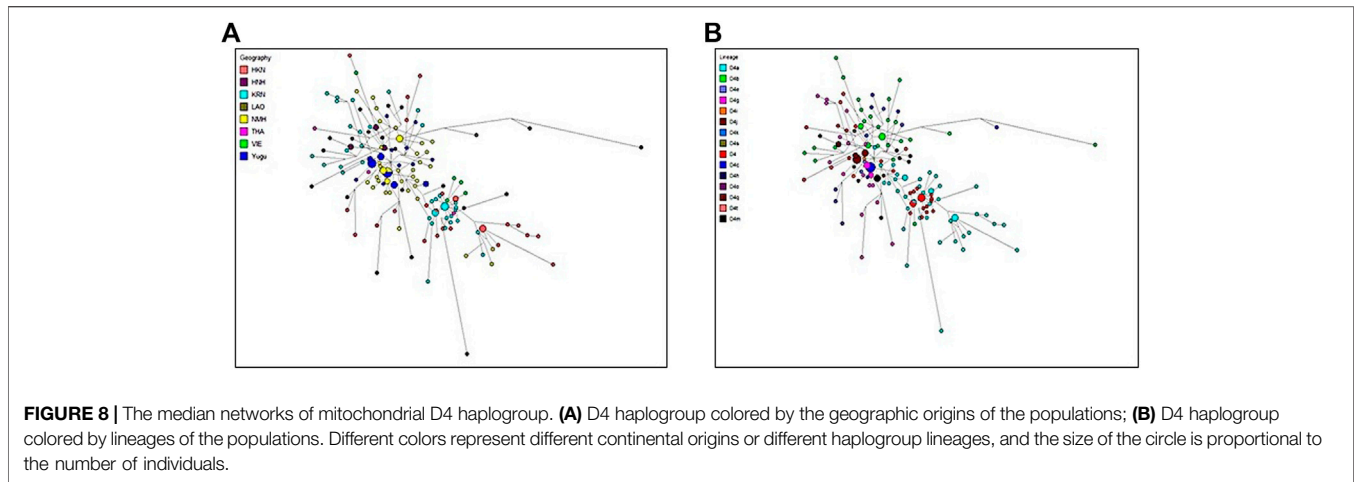 A
B
Geography
HKN
HNH
KRN
LAO
NMH
THA
VIE
Yugu
Lineage
D4a
D4b
D4e
D4g
D4i
D4j
D4k
D4s
D4
D4c
D4h
D4o
D4q
D4t
D4m
FIGURE 8 | The median networks of mitochondrial D4 haplogroup. (A) D4 haplogroup colored by the geographic origins of the populations; (B) D4 haplogroup
colored by lineages of the populations. Different colors represent different continental origins or different haplogroup lineages, and the size of the circle is proportional to
the number of individuals.